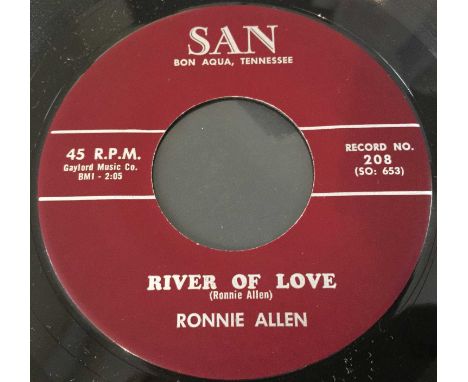 SAN
BON AQUA, TENNESSEE
45 R.P.M.
Gaylord Music Co.
BMI - 2:05
RECORD NO.
208
(SO: 653)
RIVER OF LOVE
(Ronnie Allen)
RONNIE ALLEN